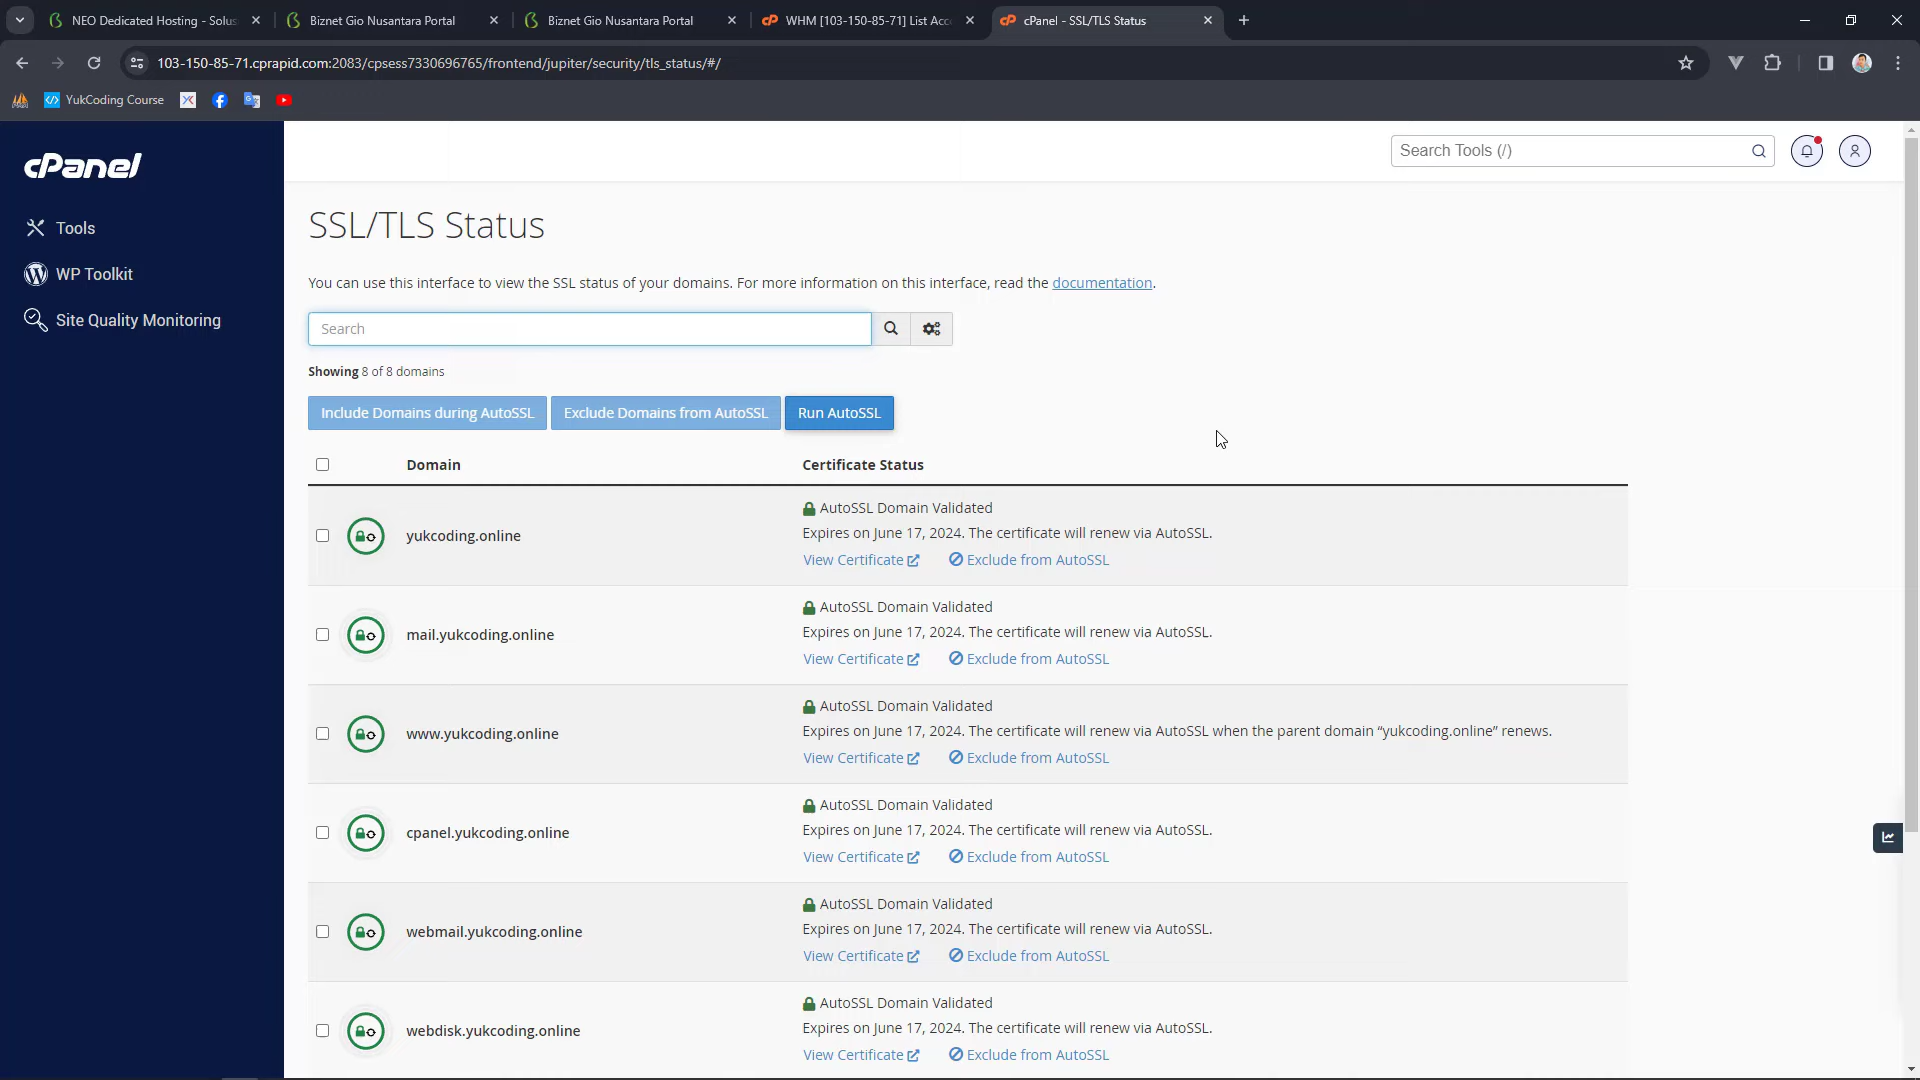 NEO Dedicated Hosting - Solus
Biznet Gio Nusantara Portal
Biznet Gio Nusantara Portal
WHM [103-150-85-71] List Acc
cPanel - SSL/TLS Status
103-150-85-71.cprapid.com:2083/cpsess7330696765/frontend/jupiter/security/tls_status/#/
YukCoding Course
cPanel
Search Tools (/)
Tools
WP Toolkit
Site Quality Monitoring
SSL/TLS Status
You can use this interface to view the SSL status of your domains. For more information on this interface, read the documentation.
Search
Showing 8 of 8 domains
Include Domains during AutoSSL
Exclude Domains from AutoSSL
Run AutoSSL
Domain
Certificate Status
yukcoding.online
AutoSSL Domain Validated
Expires on June 17, 2024. The certificate will renew via AutoSSL.
View Certificate
Exclude from AutoSSL
mail.yukcoding.online
AutoSSL Domain Validated
Expires on June 17, 2024. The certificate will renew via AutoSSL.
View Certificate
Exclude from AutoSSL
www.yukcoding.online
AutoSSL Domain Validated
Expires on June 17, 2024. The certificate will renew via AutoSSL when the parent domain “yukcoding.online” renews.
View Certificate
Exclude from AutoSSL
cpanel.yukcoding.online
AutoSSL Domain Validated
Expires on June 17, 2024. The certificate will renew via AutoSSL.
View Certificate
Exclude from AutoSSL
webmail.yukcoding.online
AutoSSL Domain Validated
Expires on June 17, 2024. The certificate will renew via AutoSSL.
View Certificate
Exclude from AutoSSL
webdisk.yukcoding.online
AutoSSL Domain Validated
Expires on June 17, 2024. The certificate will renew via AutoSSL.
View Certificate
Exclude from AutoSSL